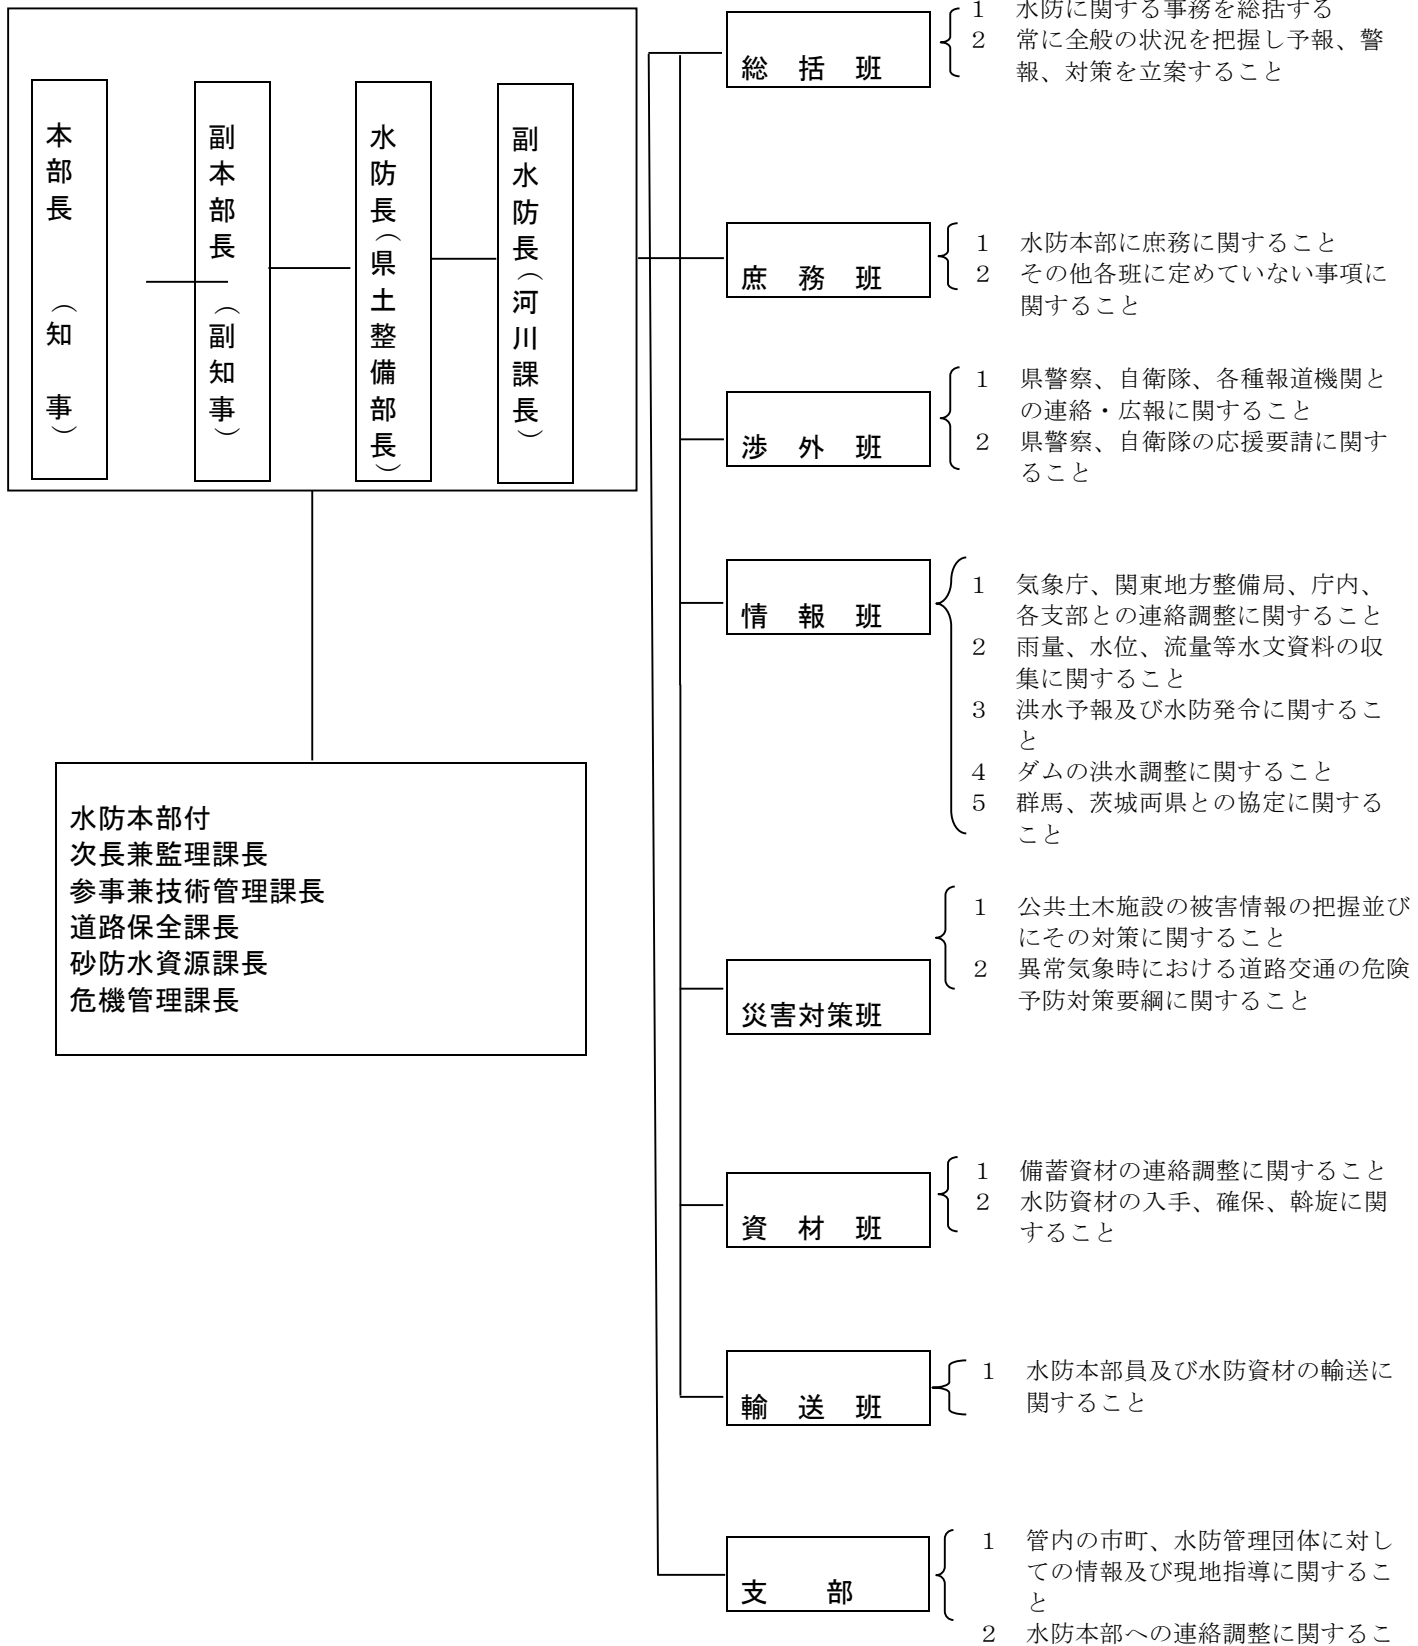 本部長　（知　事）
副本部長　（副知事）
水防長（県土整備部長）
副水防長（河川課長）
水防本部付
次長兼監理課長
参事兼技術管理課長
道路保全課長
砂防水資源課長
危機管理課長
総　括　班
１　水防に関する事務を総括する
２　常に全般の状況を把握し予報、警
報、対策を立案すること
庶　務　班
１　水防本部に庶務に関すること
２　その他各班に定めていない事項に
関すること
渉　外　班
１　県警察、自衛隊、各種報道機関と
の連絡・広報に関すること
２　県警察、自衛隊の応援要請に関す
ること
情　報　班
１　気象庁、関東地方整備局、庁内、
各支部との連絡調整に関すること
２　雨量、水位、流量等水文資料の収
集に関すること
３　洪水予報及び水防発令に関するこ
と
４　ダムの洪水調整に関すること
５　群馬、茨城両県との協定に関する
こと
災害対策班
１　公共土木施設の被害情報の把握並び
にその対策に関すること
２　異常気象時における道路交通の危険
予防対策要綱に関すること
資　材　班
１　備蓄資材の連絡調整に関すること
２　水防資材の入手、確保、斡旋に関
すること
輸　送　班
１　水防本部員及び水防資材の輸送に
関すること
支　　部
１　管内の市町、水防管理団体に対し
ての情報及び現地指導に関するこ
と
２　水防本部への連絡調整に関するこ